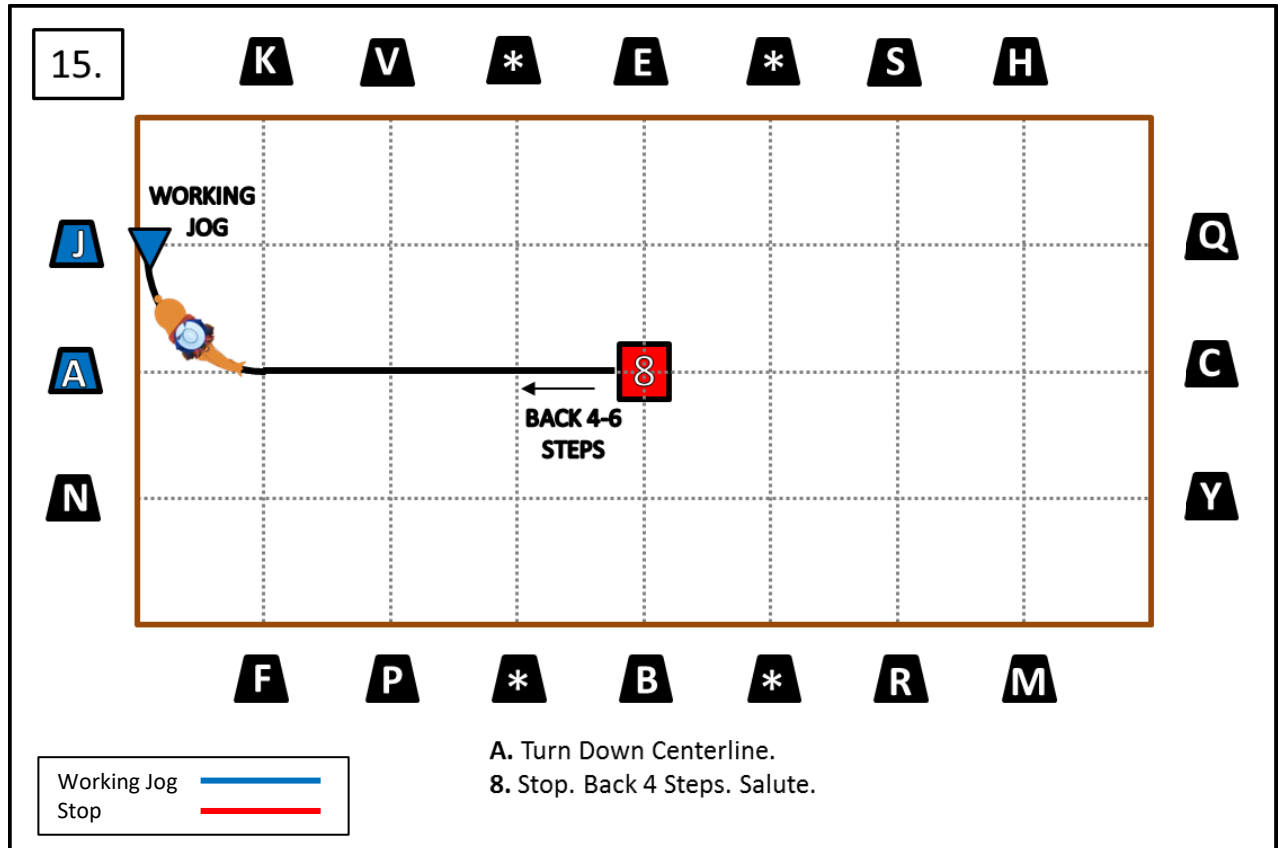 15.
K V * E * S H
WORKING
JOG
J
Q
A
8
C
BACK 4-6
STEPS
N
Y
F P * B * R M
A. Turn Down Centerline.
8. Stop. Back 4 Steps. Salute.
Working Jog
Stop